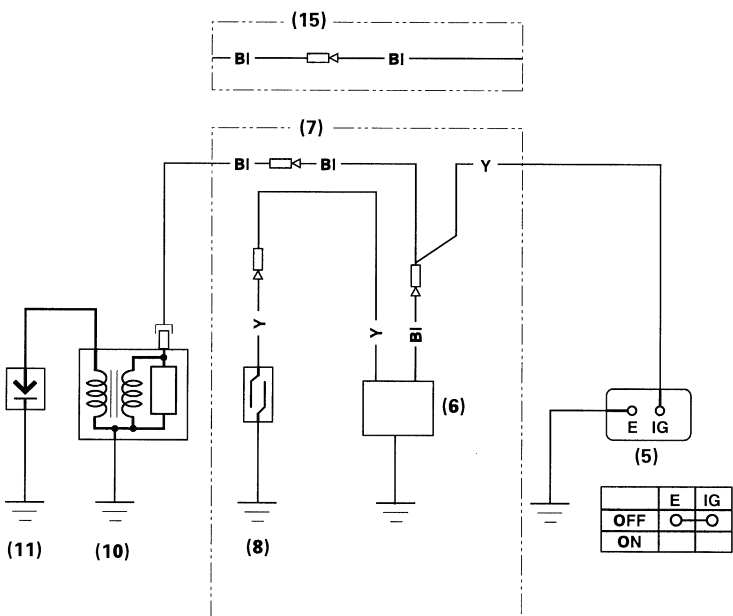 (15)
Bl Bl
(7)
Bl Bl Y
Y Y Bl
(6)
E IG
(5)
E IG
OFF
ON
(11) (10) (8)